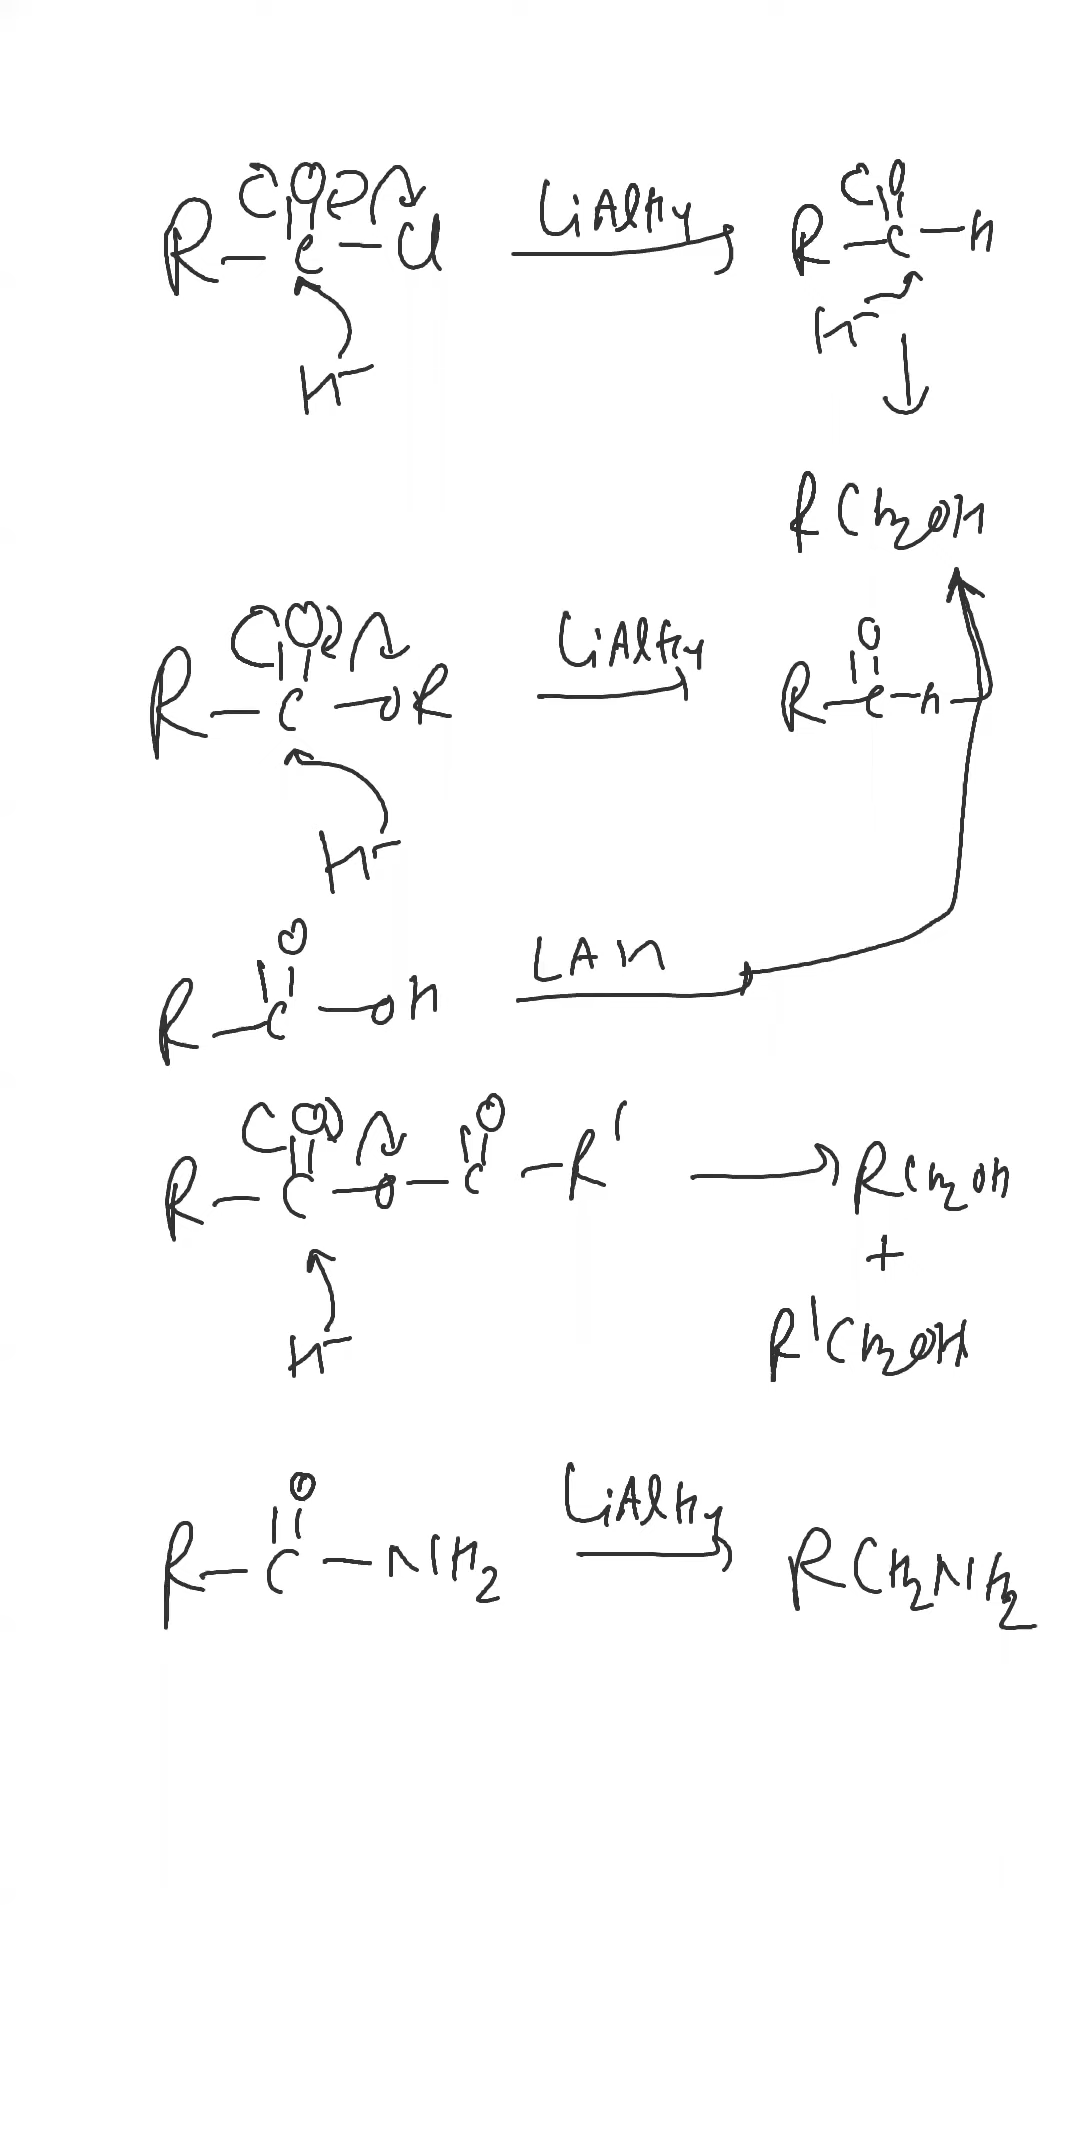 O O
R-C-Cl LiAlH4 R-C-H
H- H-
RCH2OH
O O
R-C-OR LiAlH4 R-C-H
H-
O
R-C-OH LAH
O O
R-C-O-C-R' RCH2OH
+
H- R'CH2OH
O
R-C-NH2 LiAlH4 RCH2NH2